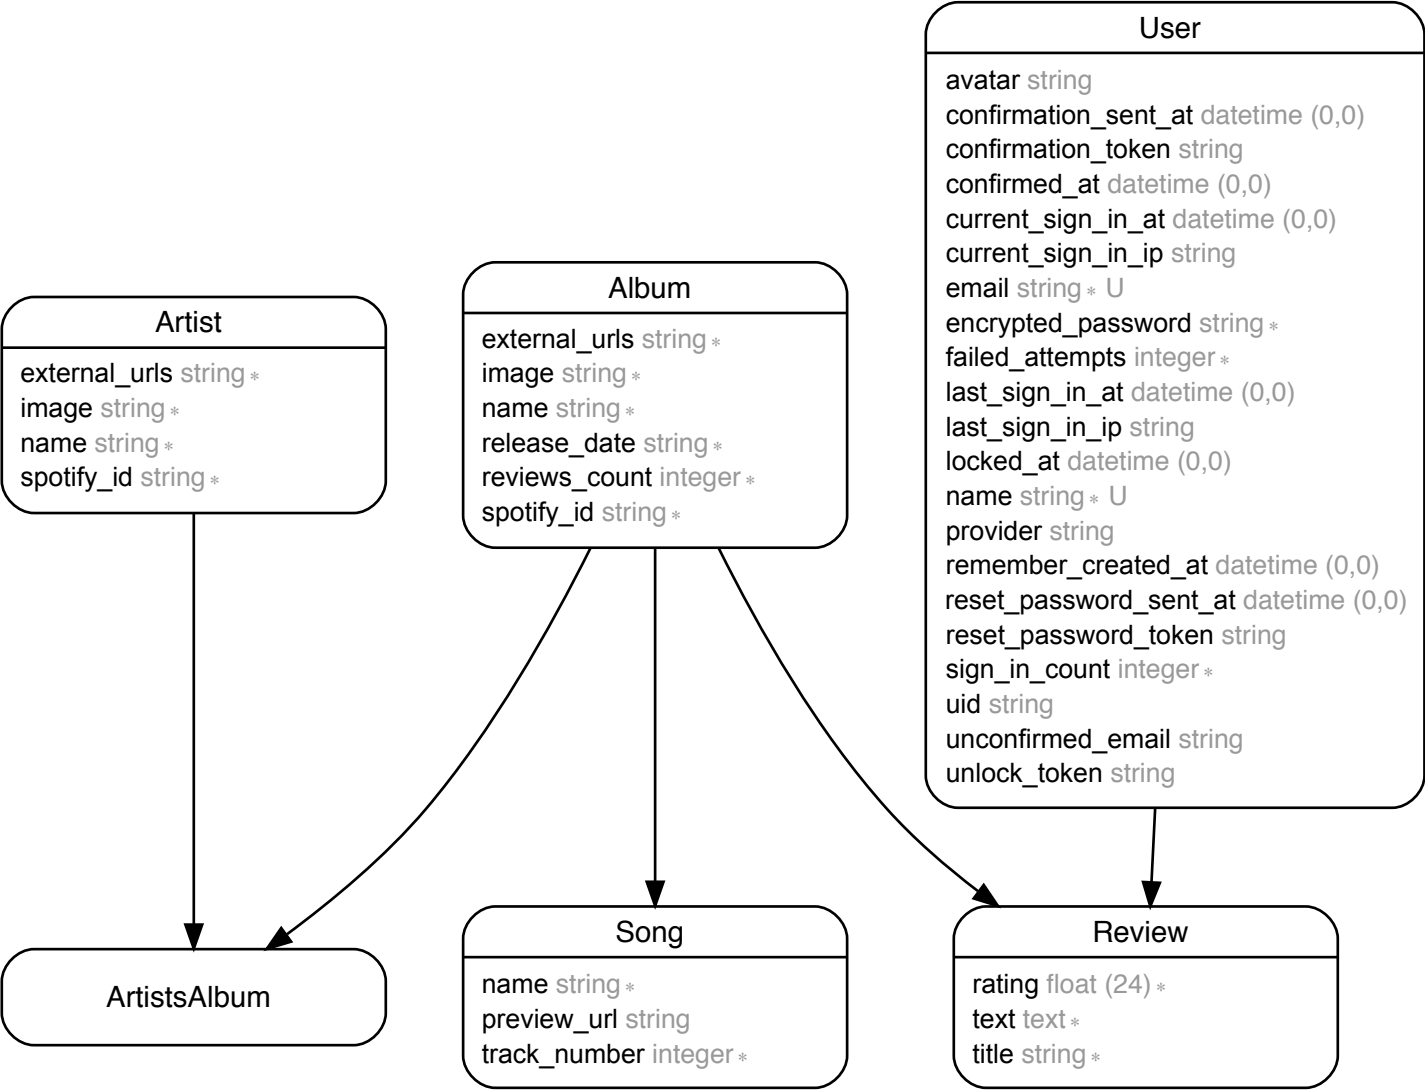 User
avatar string
confirmation_sent_at datetime (0,0)
confirmation_token string
confirmed_at datetime (0,0)
current_sign_in_at datetime (0,0)
current_sign_in_ip string
email string * U
encrypted_password string *
failed_attempts integer *
last_sign_in_at datetime (0,0)
last_sign_in_ip string
locked_at datetime (0,0)
name string * U
provider string
remember_created_at datetime (0,0)
reset_password_sent_at datetime (0,0)
reset_password_token string
sign_in_count integer *
uid string
unconfirmed_email string
unlock_token string
Album
external_urls string *
image string *
name string *
release_date string *
reviews_count integer *
spotify_id string *
Artist
external_urls string *
image string *
name string *
spotify_id string *
ArtistsAlbum
Song
name string *
preview_url string
track_number integer *
Review
rating float (24) *
text text *
title string *